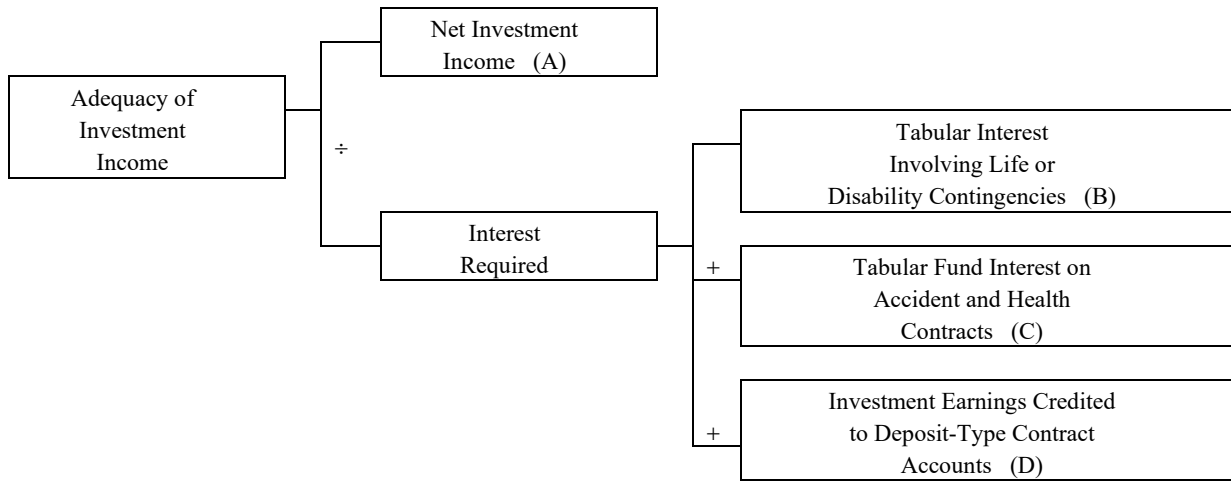 Net Investment
Income (A)
Adequacy of
Investment
Income
÷
Tabular Interest
Involving Life or
Disability Contingencies (B)
Interest
Required
+
Tabular Fund Interest on
Accident and Health
Contracts (C)
+
Investment Earnings Credited
to Deposit-Type Contract
Accounts (D)